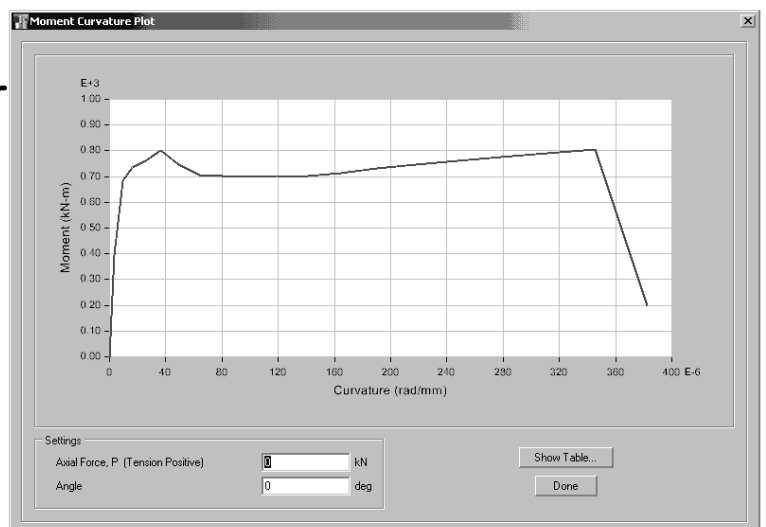 Moment Curvature Plot
E+3
1.00
0.90
0.80
0.70
0.60
0.50
0.40
0.30
0.20
0.10
0.00
Moment (kN-m)
0 40 80 120 160 200 240 280 320 360 400 E-6
Curvature (rad/mm)
Settings
Axial Force, P (Tension Positive) 0 kN
Angle 0 deg
Show Table...
Done